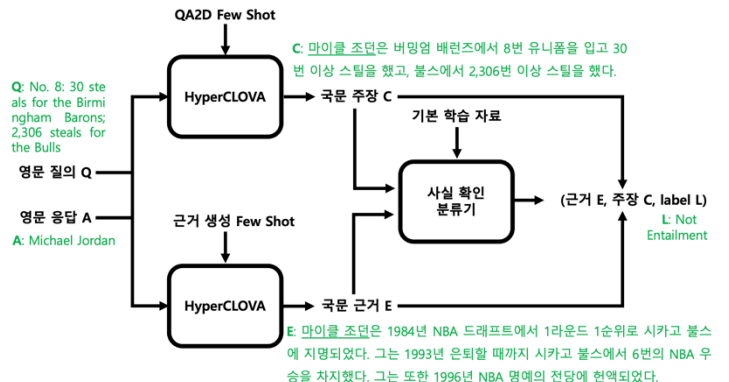 QA2D Few Shot
C: 마이클 조던은 버밍엄 배런즈에서 8번 유니폼을 입고 30
번 이상 스틸을 했고, 불스에서 2,306번 이상 스틸을 했다.
Q: No. 8: 30 ste
als for the Birmi
ngham Barons;
2,306 steals for
the Bulls
HyperCLOVA
국문 주장 C
기본 학습 자료
영문 질의 Q
사실 확인
분류기
(근거 E, 주장 C, label L)
영문 응답 A
근거 생성 Few Shot
L: Not
Entailment
A: Michael Jordan
HyperCLOVA
국문 근거 E
E: 마이클 조던은 1984년 NBA 드래프트에서 1라운드 1순위로 시카고 불스
에 지명되었다. 그는 1993년 은퇴할 때까지 시카고 불스에서 6번의 NBA 우
승을 차지했다. 그는 또한 1996년 NBA 명예의 전당에 헌액되었다.